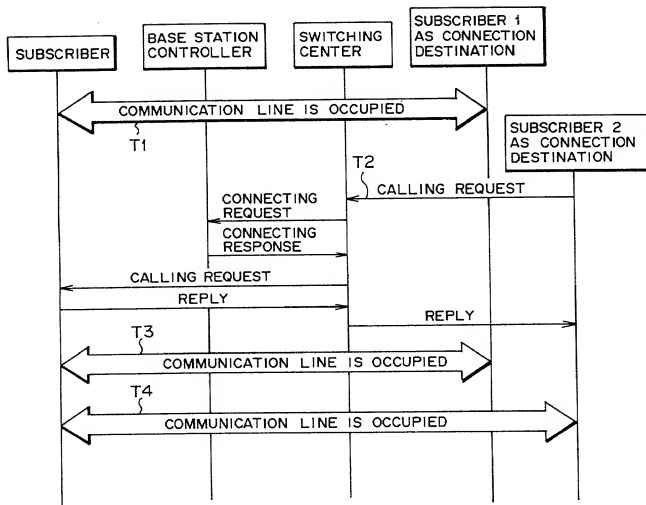 SUBSCRIBER
BASE STATION
CONTROLLER
SWITCHING
CENTER
SUBSCRIBER 1
AS CONNECTION
DESTINATION
COMMUNICATION LINE IS OCCUPIED
T1
SUBSCRIBER 2
AS CONNECTION
DESTINATION
T2
CALLING REQUEST
CONNECTING
REQUEST
CONNECTING
RESPONSE
CALLING REQUEST
REPLY
REPLY
T3
COMMUNICATION LINE IS OCCUPIED
T4
COMMUNICATION LINE IS OCCUPIED